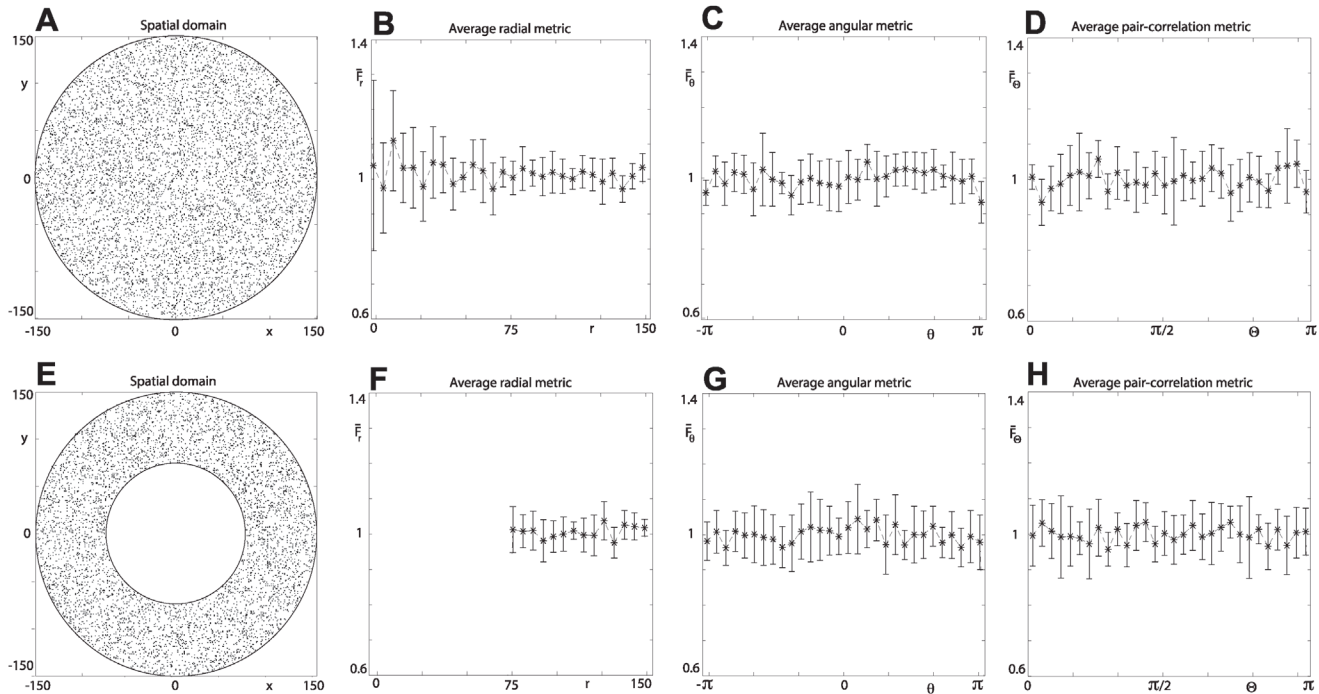 A
Spatial domain
150
y
0
-150
-150
0
x
150
B
Average radial metric
1.4
F̄r
1
0.6
0
75
r
150
C
Average angular metric
1.4
F̄θ
1
0.6
-π
0
θ
π
D
Average pair-correlation metric
1.4
F̄Θ
1
0.6
0
π/2
Θ
π
E
Spatial domain
150
y
0
-150
-150
0
x
150
F
Average radial metric
1.4
F̄r
1
0.6
0
75
r
150
G
Average angular metric
1.4
F̄θ
1
0.6
-π
0
θ
π
H
Average pair-correlation metric
1.4
F̄Θ
1
0.6
0
π/2
Θ
π